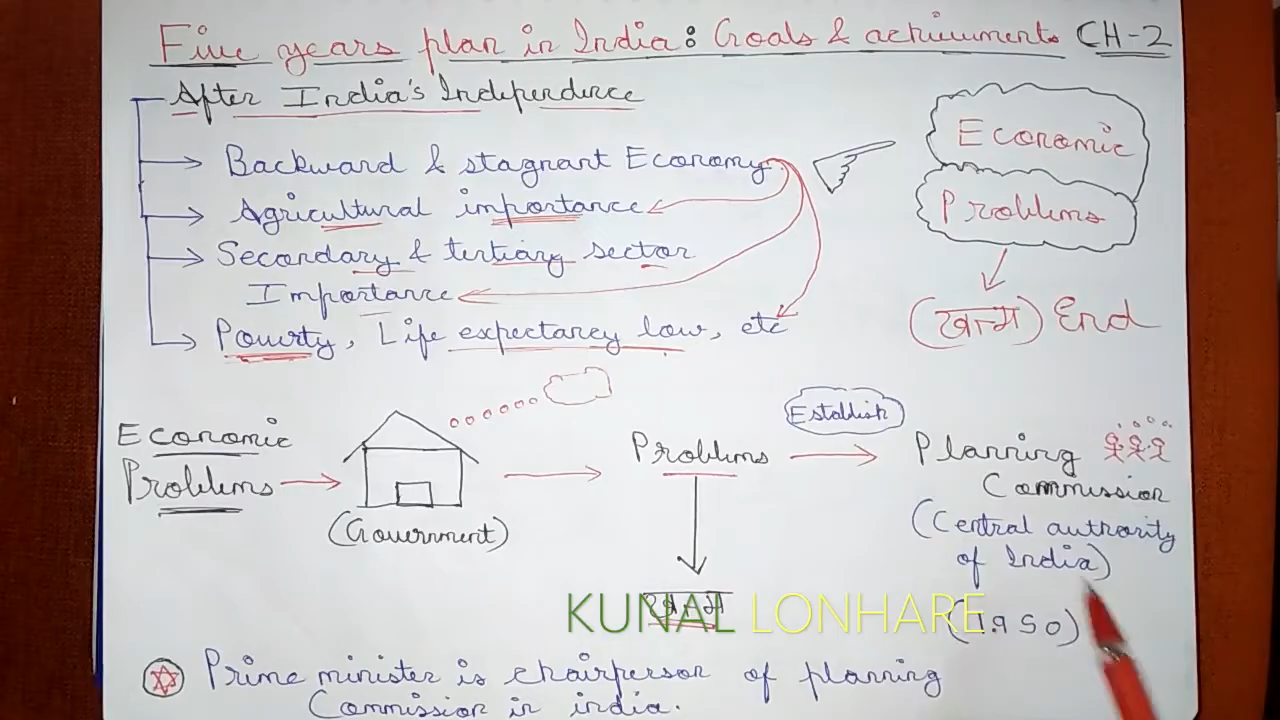 Five years plan in India: Goals & achievements CH-2
After India's Independence
Backward & stagnant Economy.
Agricultural importance
Secondary & tertiary sector
Importance
Poverty, Life expectancy low, etc
Economic
Problems
(खत्म) End
Economic
Problems
(Government)
Problems
Establish
Planning
Commission
(Central authority
of India)
(1950)
खत्म
KUNAL LONHARE
Prime minister is chairperson of planning
Commission in india.